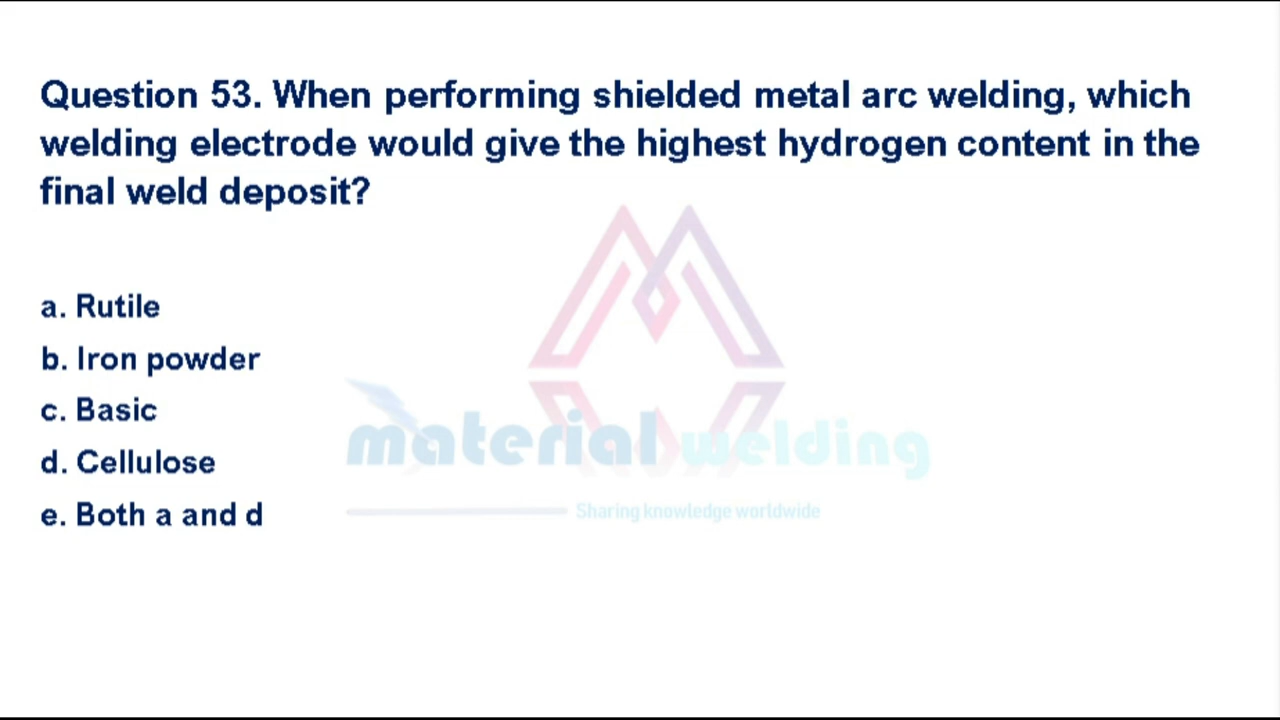 Question 53. When performing shielded metal arc welding, which
welding electrode would give the highest hydrogen content in the
final weld deposit?
a. Rutile
b. Iron powder
c. Basic
d. Cellulose
e. Both a and d
material welding
Sharing knowledge worldwide